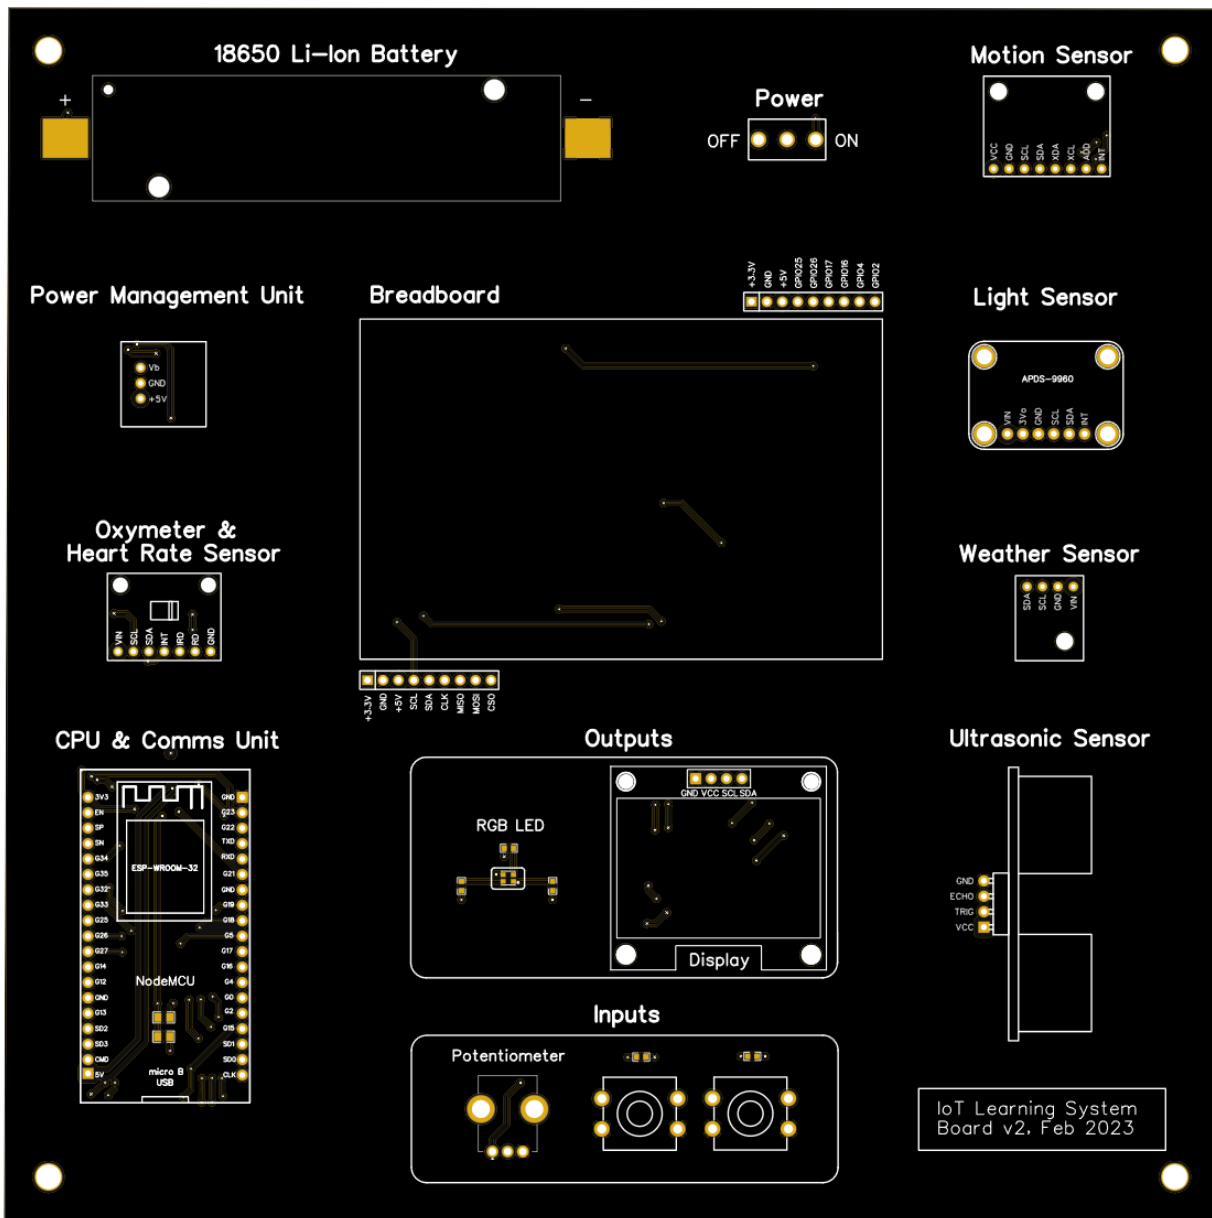 18650 Li-Ion Battery
+
-
Power
OFF
ON
Motion Sensor
VCC
GND
SCL
SDA
XDA
XCL
ADD
INT
Power Management Unit
Vb
GND
+5V
Breadboard
+3.3V
GND
+5V
GPIO25
GPIO26
GPIO17
GPIO16
GPIO4
GPIO2
Light Sensor
APDS-9960
VIN
3Vo
GND
SCL
SDA
INT
Oxymeter &
Heart Rate Sensor
VIN
SCL
SDA
INT
IRD
RD
GND
Weather Sensor
SDA
SCL
GND
VIN
+3.3V
GND
+5V
SCL
SDA
CLK
MISO
MOSI
CSO
CPU & Comms Unit
3V3
EN
SP
SN
G34
G35
G32
G33
G25
G26
G27
G14
G12
GND
G13
SD2
SD3
CMD
5V
ESP-WROOM-32
NodeMCU
micro B
USB
GND
G23
G22
TXD
RXD
G21
GND
G19
G18
G5
G17
G16
G4
G0
G2
G15
SD1
SD0
CLK
Outputs
RGB LED
GND VCC SCL SDA
Display
Ultrasonic Sensor
GND
ECHO
TRIG
VCC
Inputs
Potentiometer
IoT Learning System
Board v2, Feb 2023